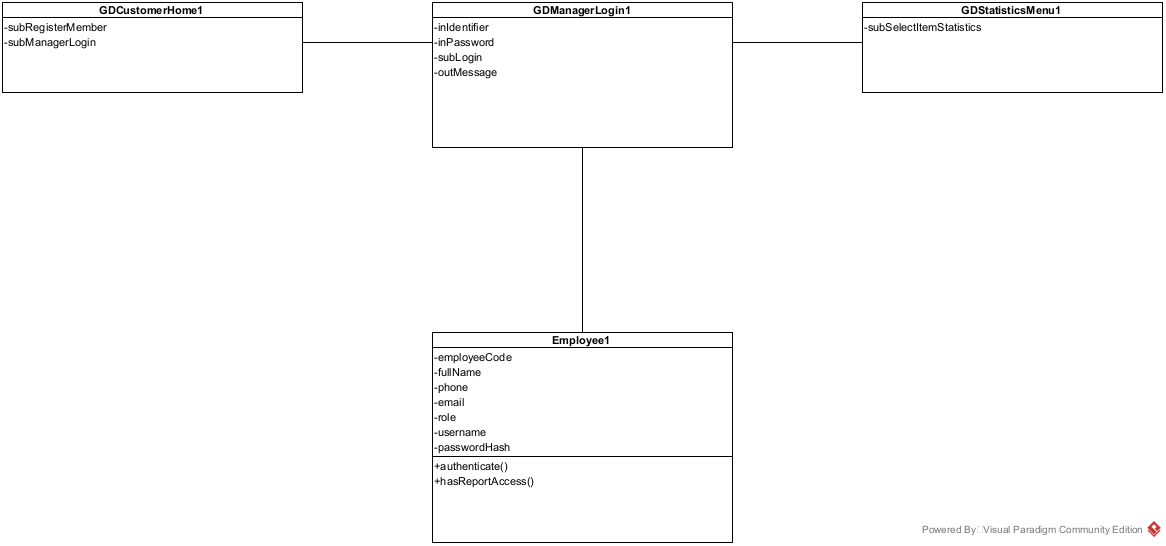 GDCustomerHome1
-subRegisterMember
-subManagerLogin
GDManagerLogin1
-inIdentifier
-inPassword
-subLogin
-outMessage
GDStatisticsMenu1
-subSelectItemStatistics
Employee1
-employeeCode
-fullName
-phone
-email
-role
-username
-passwordHash
+authenticate()
+hasReportAccess()
Powered By Visual Paradigm Community Edition